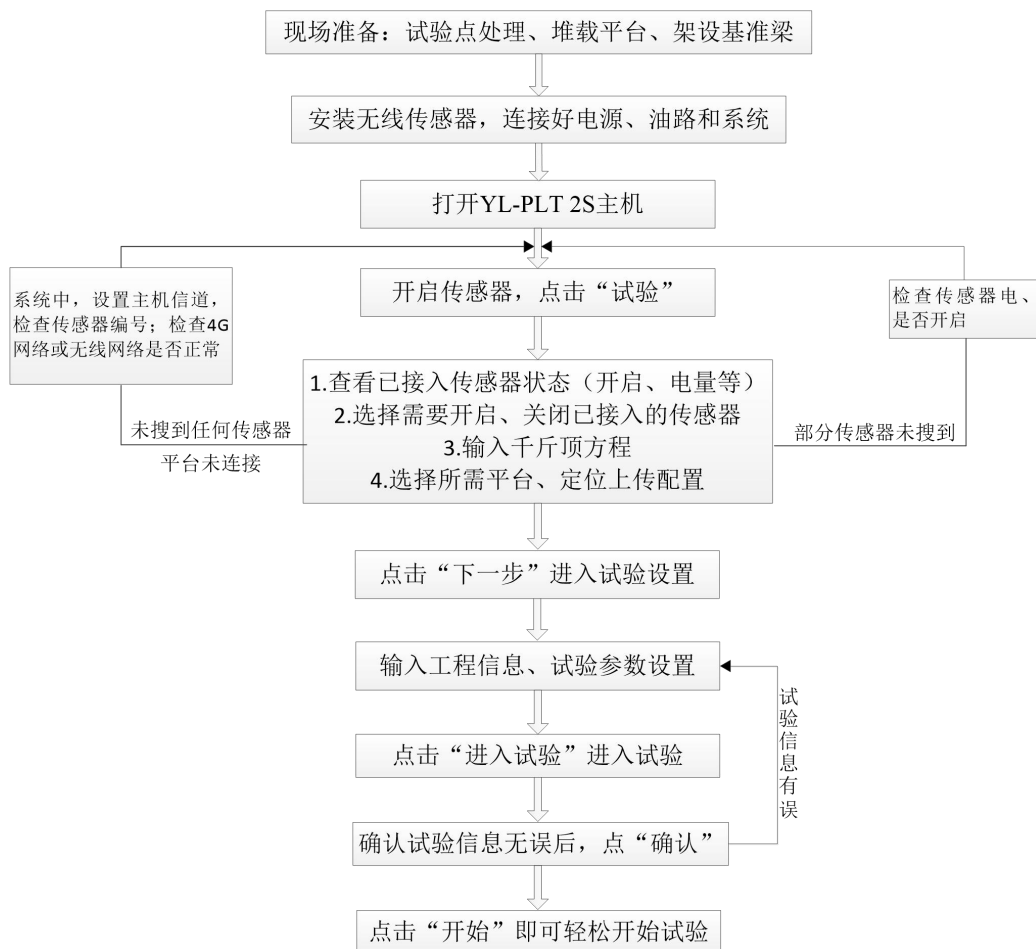 现场准备：试验点处理、堆载平台、架设基准梁
安装无线传感器，连接好电源、油路和系统
打开YL-PLT 2S主机
系统中，设置主机信道，
检查传感器编号；检查4G
网络或无线网络是否正常
开启传感器，点击“试验”
检查传感器电、
是否开启
1.查看已接入传感器状态（开启、电量等）
2.选择需要开启、关闭已接入的传感器
3.输入千斤顶方程
4.选择所需平台、定位上传配置
未搜到任何传感器
平台未连接
部分传感器未搜到
点击“下一步”进入试验设置
输入工程信息、试验参数设置
试验信息有误
点击“进入试验”进入试验
确认试验信息无误后，点“确认”
点击“开始”即可轻松开始试验